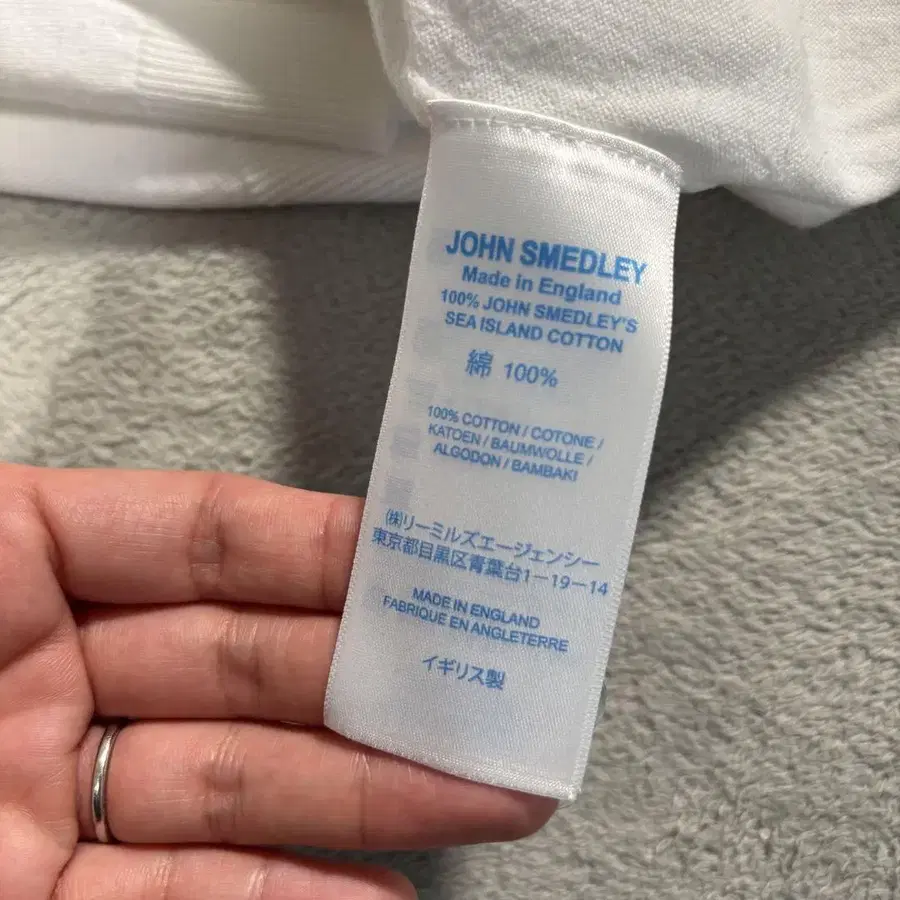 JOHN SMEDLEY
Made in England
100% JOHN SMEDLEY'S
SEA ISLAND COTTON
綿 100%
100% COTTON / COTONE /
KATOEN / BAUMWOLLE /
ALGODON / BAMBAKI
㈱リーミルズエージェンシー
東京都目黒区青葉台1-19-14
MADE IN ENGLAND
FABRIQUE EN ANGLETERRE
イギリス製